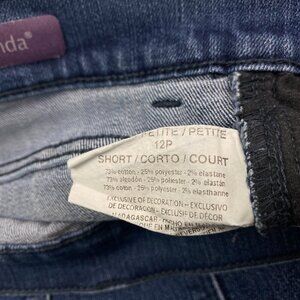 nda®
PETITE / PETITE
12P
SHORT / CORTO / COURT
73% cotton - 25% polyester - 2% elastane
73% algodón - 25% poliéster - 2% elastano
73% coton - 25% polyester - 2% élasthanne
EXCLUSIVE OF DECORATION - EXCLUSIVO
DE DECORACIÓN - EXCLUSIF DE DÉCOR
MADAGASCAR